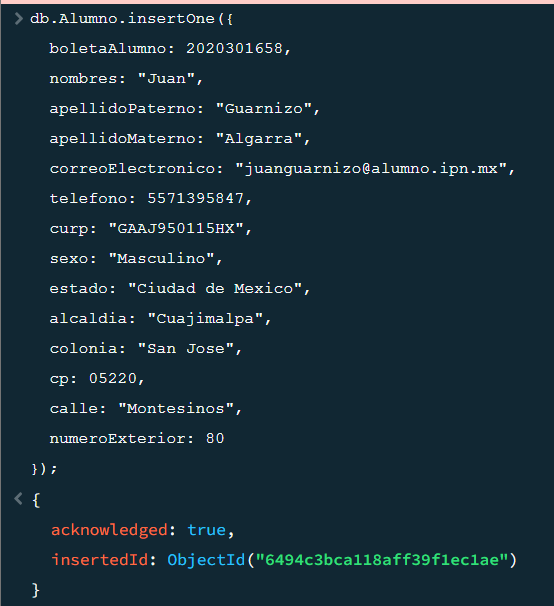 db.Alumno.insertOne({
boletaAlumno: 2020301658,
nombres: "Juan",
apellidoPaterno: "Guarnizo",
apellidoMaterno: "Algarra",
correoElectronico: "juanguarnizo@alumno.ipn.mx",
telefono: 5571395847,
curp: "GAAJ950115HX",
sexo: "Masculino",
estado: "Ciudad de Mexico",
alcaldia: "Cuajimalpa",
colonia: "San Jose",
cp: 05220,
calle: "Montesinos",
numeroExterior: 80
});
{
acknowledged: true,
insertedId: ObjectId("6494c3bca118aff39f1ec1ae")
}